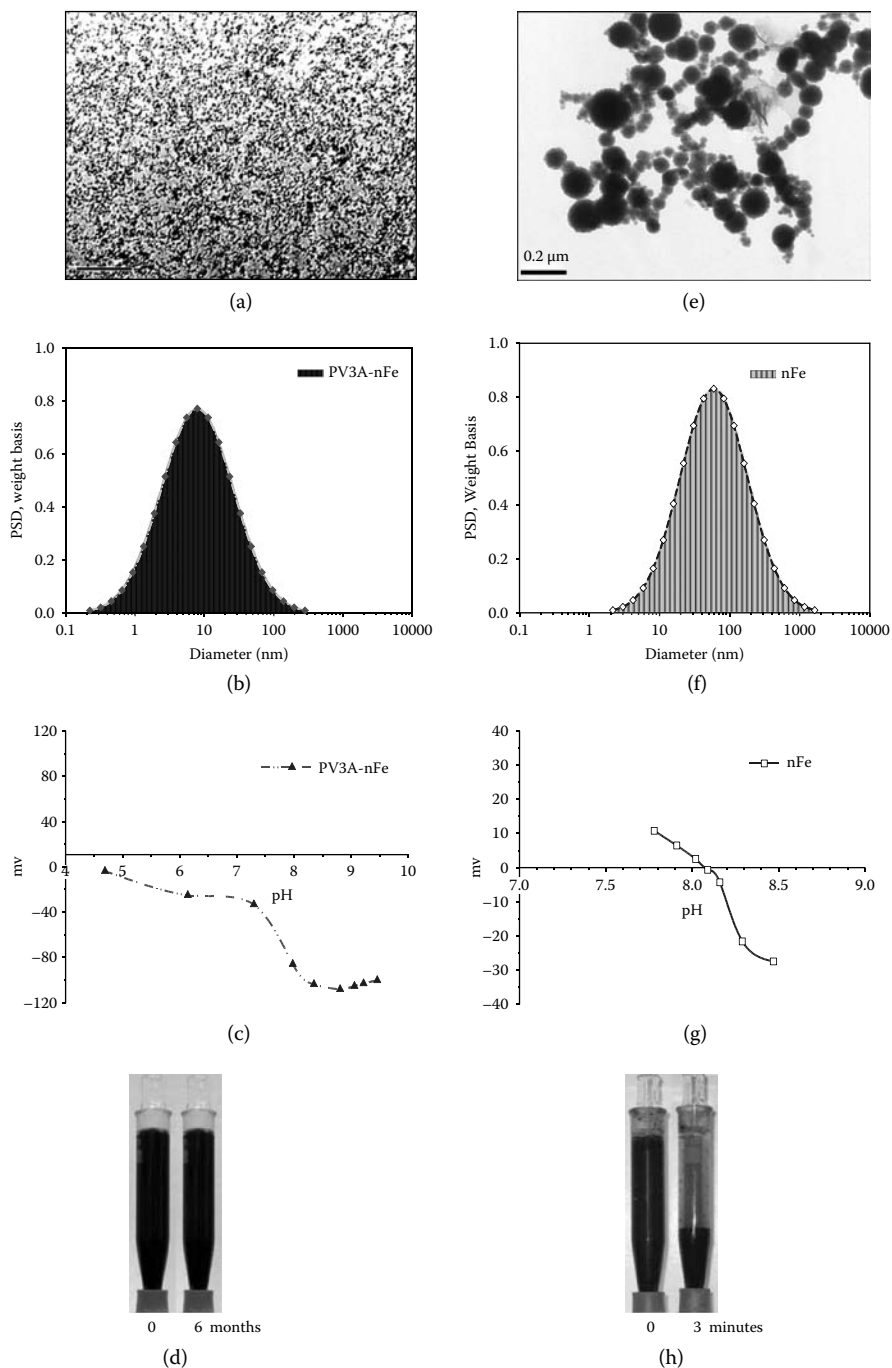 0.2 µm
(a)
(e)
1.0
0.8
0.6
0.4
0.2
0.0
PSD, weight basis
PV3A-nFe
0.1 1 10 100 1000 10000
Diameter (nm)
(b)
1.0
0.8
0.6
0.4
0.2
0.0
PSD, Weight Basis
nFe
0.1 1 10 100 1000 10000
Diameter (nm)
(f)
120
80
40
0
−40
−80
−120
mv
PV3A-nFe
4 5 6 7 8 9 10
pH
(c)
40
30
20
10
0
−10
−20
−30
−40
mv
nFe
7.0 7.5 8.0 8.5 9.0
pH
(g)
0 6 months
(d)
0 3 minutes
(h)